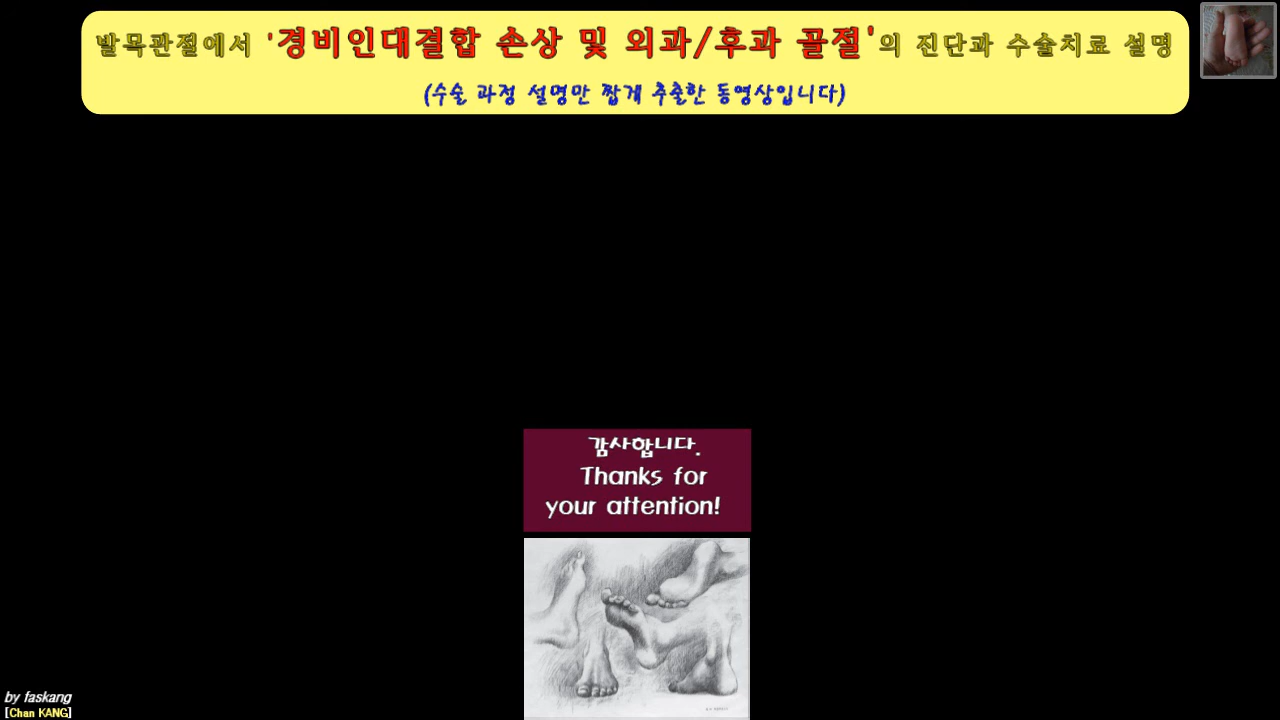 발목관절에서 '경비인대결합 손상 및 외과/후과 골절'의 진단과 수술치료 설명
(수술 과정 설명만 짧게 추출한 동영상입니다)
감사합니다.
Thanks for
your attention!
by faskang
[Chan KANG]